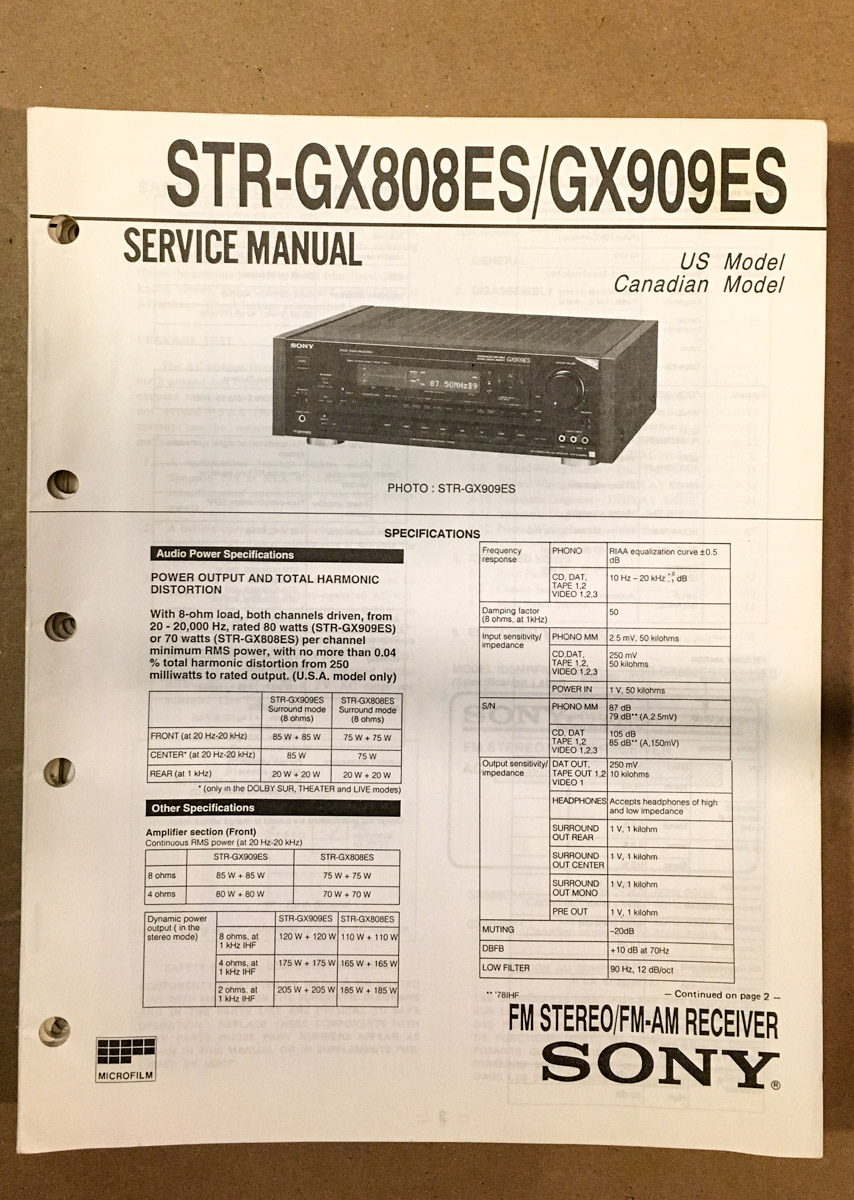 STR-GX808ES/GX909ES
SERVICE MANUAL
US Model
Canadian Model
SONY
GX909ES
87.50MHz
PHOTO : STR-GX909ES
SPECIFICATIONS
Audio Power Specifications
POWER OUTPUT AND TOTAL HARMONIC
DISTORTION
With 8-ohm load, both channels driven, from
20 - 20,000 Hz, rated 80 watts (STR-GX909ES)
or 70 watts (STR-GX808ES) per channel
minimum RMS power, with no more than 0.04
% total harmonic distortion from 250
milliwatts to rated output. (U.S.A. model only)
STR-GX909ES STR-GX808ES
Surround mode Surround mode
(8 ohms) (8 ohms)
FRONT (at 20 Hz-20 kHz) 85 W + 85 W 75 W + 75 W
CENTER* (at 20 Hz-20 kHz) 85 W 75 W
REAR (at 1 kHz) 20 W + 20 W 20 W + 20 W
* (only in the DOLBY SUR, THEATER and LIVE modes)
Other Specifications
Amplifier section (Front)
Continuous RMS power (at 20 Hz-20 kHz)
STR-GX909ES STR-GX808ES
8 ohms 85 W + 85 W 75 W + 75 W
4 ohms 80 W + 80 W 70 W + 70 W
Dynamic power
output ( in the
stereo mode)
STR-GX909ES STR-GX808ES
8 ohms, at
1 kHz IHF
120 W + 120 W 110 W + 110 W
4 ohms, at
1 kHz IHF
175 W + 175 W 165 W + 165 W
2 ohms, at
1 kHz IHF
205 W + 205 W 185 W + 185 W
Frequency
response
PHONO
RIAA equalization curve ±0.5
dB
CD, DAT,
TAPE 1,2
VIDEO 1,2,3
10 Hz – 20 kHz +0 -1 dB
Damping factor
(8 ohms, at 1kHz)
50
Input sensitivity/
impedance
PHONO MM 2.5 mV, 50 kilohms
CD,DAT,
TAPE 1,2,
VIDEO 1,2,3
250 mV
50 kilohms
POWER IN 1 V, 50 kilohms
S/N
PHONO MM
87 dB
79 dB** (A,2.5mV)
CD, DAT
TAPE 1,2
VIDEO 1,2,3
105 dB
85 dB** (A,150mV)
Output sensitivity/
impedance
DAT OUT,
TAPE OUT 1,2
VIDEO 1
250 mV
10 kilohms
HEADPHONES
Accepts headphones of high
and low impedance
SURROUND
OUT REAR
1 V, 1 kilohm
SURROUND
OUT CENTER
1 V, 1 kilohm
SURROUND
OUT MONO
1 V, 1 kilohm
PRE OUT 1 V, 1 kilohm
MUTING –20dB
DBFB +10 dB at 70Hz
LOW FILTER 90 Hz, 12 dB/oct
** '78IHF
– Continued on page 2 –
FM STEREO/FM-AM RECEIVER
SONY®
MICROFILM